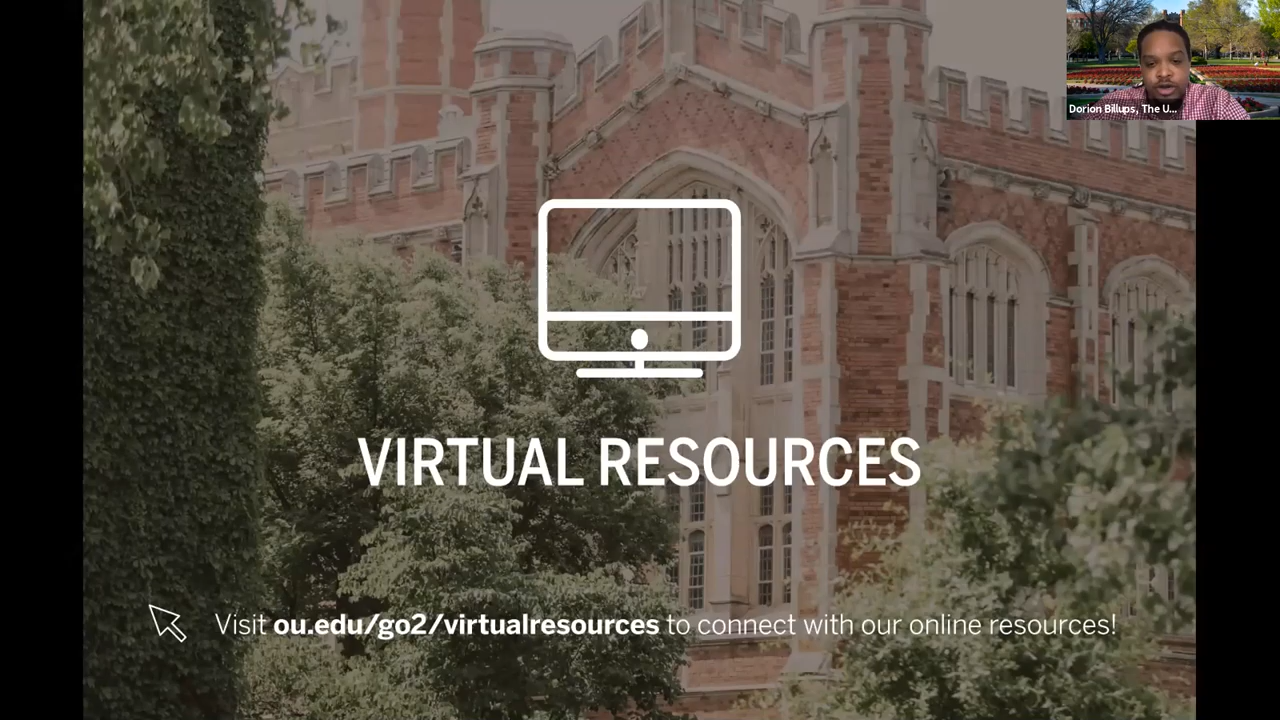 Dorion Billups, The U...
VIRTUAL RESOURCES
Visit ou.edu/go2/virtualresources to connect with our online resources!